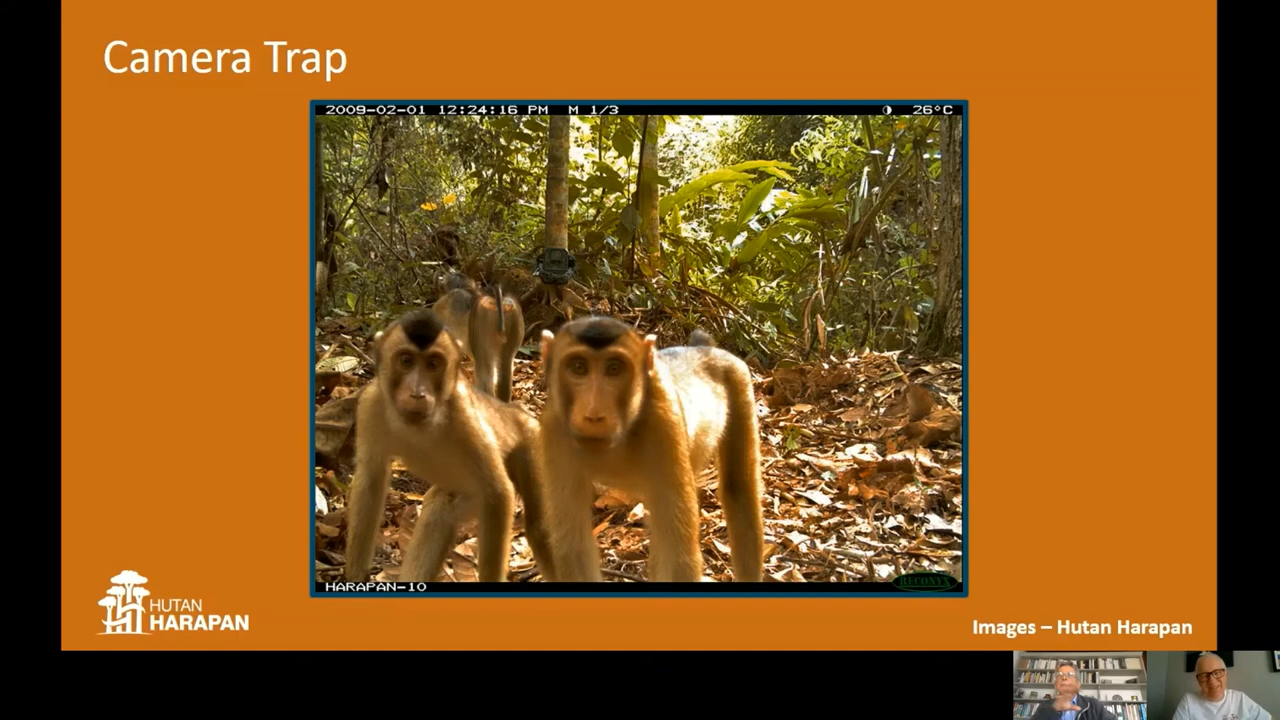 Camera Trap
2009-02-01 12:24:16 PM M 1/3 26°C
HARAPAN-10
RECONYX
HUTAN
HARAPAN
Images – Hutan Harapan